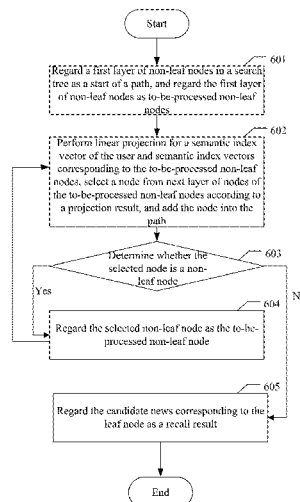 Start
601
Regard a first layer of non-leaf nodes in a search
tree as a start of a path, and regard the first layer
of non-leaf nodes as to-be-processed non-leaf
nodes
602
Perform linear projection for a semantic index
vector of the user and semantic index vectors
corresponding to the to-be-processed non-leaf
nodes, select a node from next layer of nodes of
the to-be-processed non-leaf nodes according to
a projection result, and add the node into the
path
603
Determine whether the
selected node is a non-
leaf node
Yes
N
604
Regard the selected non-leaf node as the to-be-
processed non-leaf node
605
Regard the candidate news corresponding to the
leaf node as a recall result
End